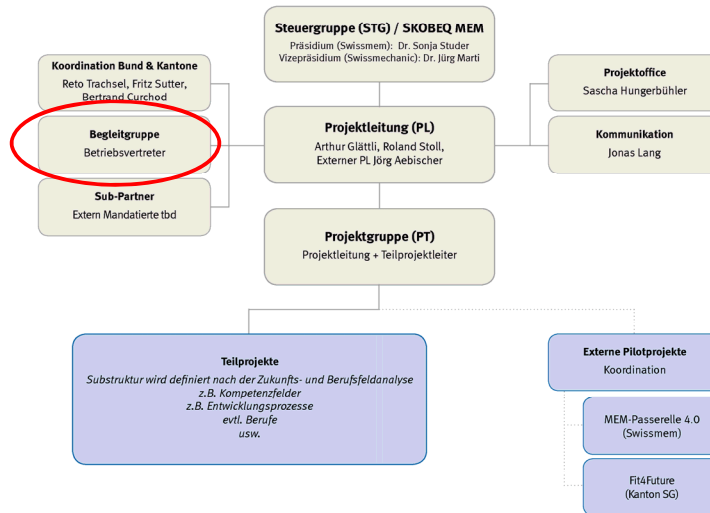 Steuergruppe (STG) / SKOBEQ MEM
Präsidium (Swissmem): Dr. Sonja Studer
Vizepräsidium (Swissmechanic): Dr. Jürg Marti
Koordination Bund & Kantone
Reto Trachsel, Fritz Sutter,
Bertrand Curchod
Projektoffice
Sascha Hungerbühler
Begleitgruppe
Betriebsvertreter
Projektleitung (PL)
Arthur Glättli, Roland Stoll,
Externer PL Jörg Aebischer
Kommunikation
Jonas Lang
Sub-Partner
Extern Mandatierte tbd
Projektgruppe (PT)
Projektleitung + Teilprojektleiter
Teilprojekte
Substruktur wird definiert nach der Zukunfts- und Berufsfeldanalyse
z.B. Kompetenzfelder
z.B. Entwicklungsprozesse
evtl. Berufe
usw.
Externe Pilotprojekte
Koordination
MEM-Passerelle 4.0
(Swissmem)
Fit4Future
(Kanton SG)